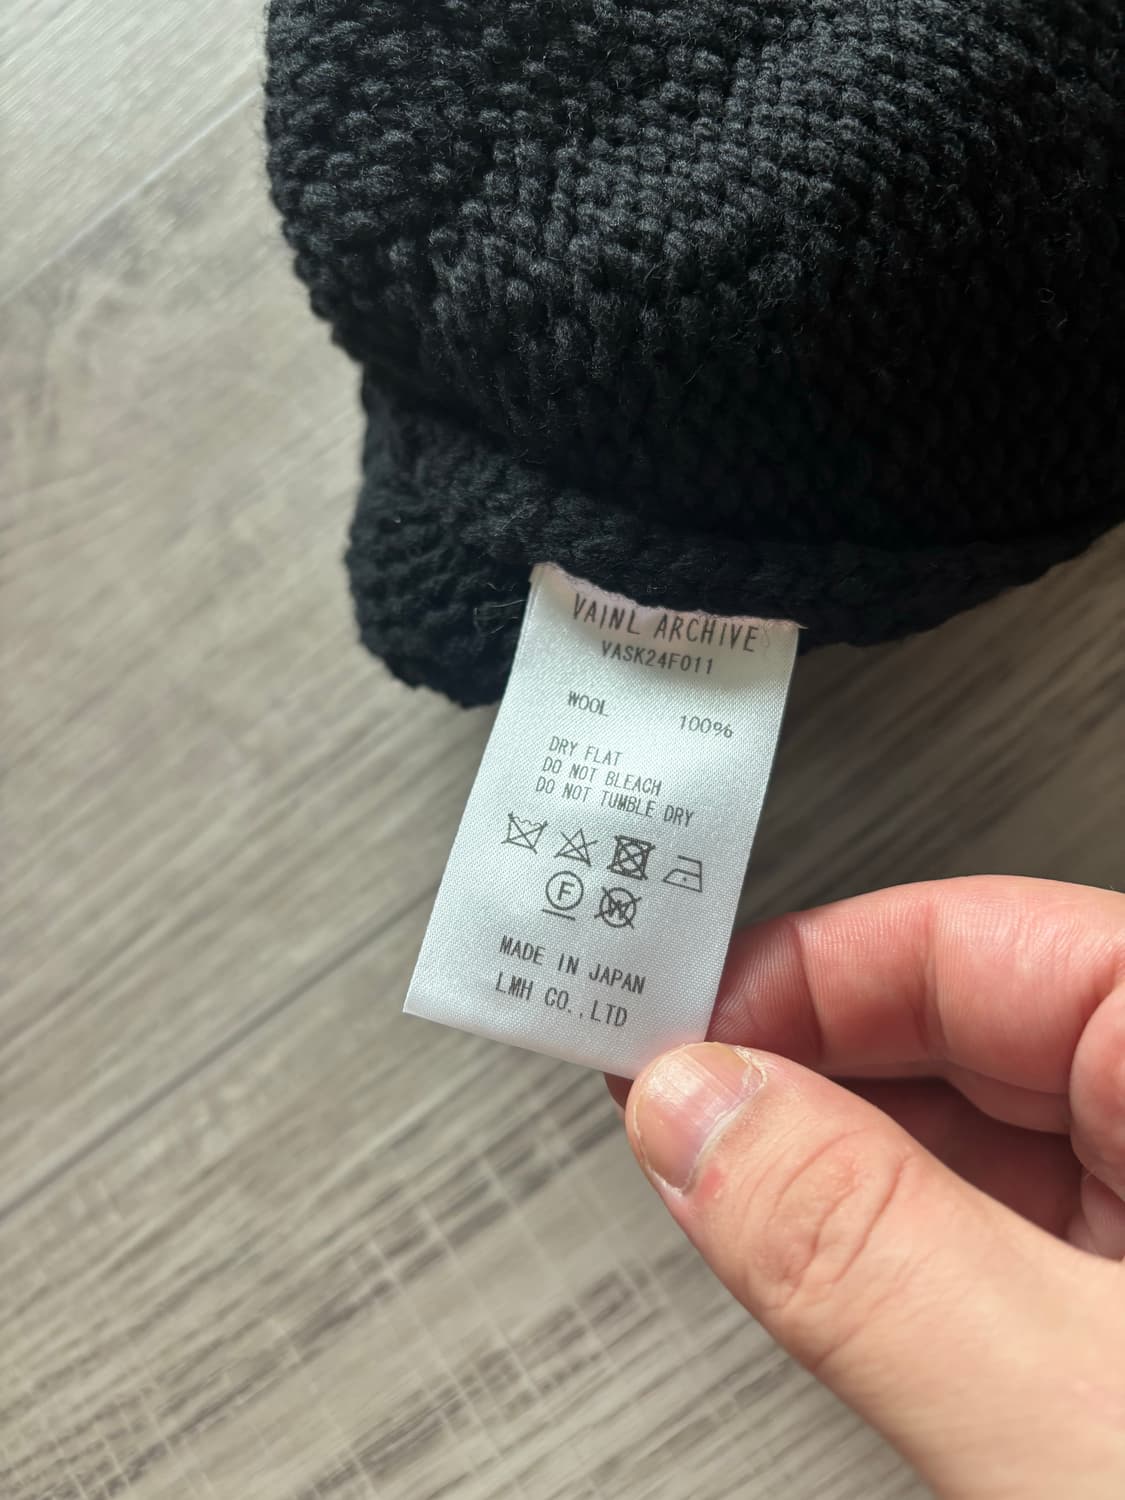 VAINL ARCHIVE
VASK24F011
WOOL 100%
DRY FLAT
DO NOT BLEACH
DO NOT TUMBLE DRY
F W
MADE IN JAPAN
LMH CO.,LTD